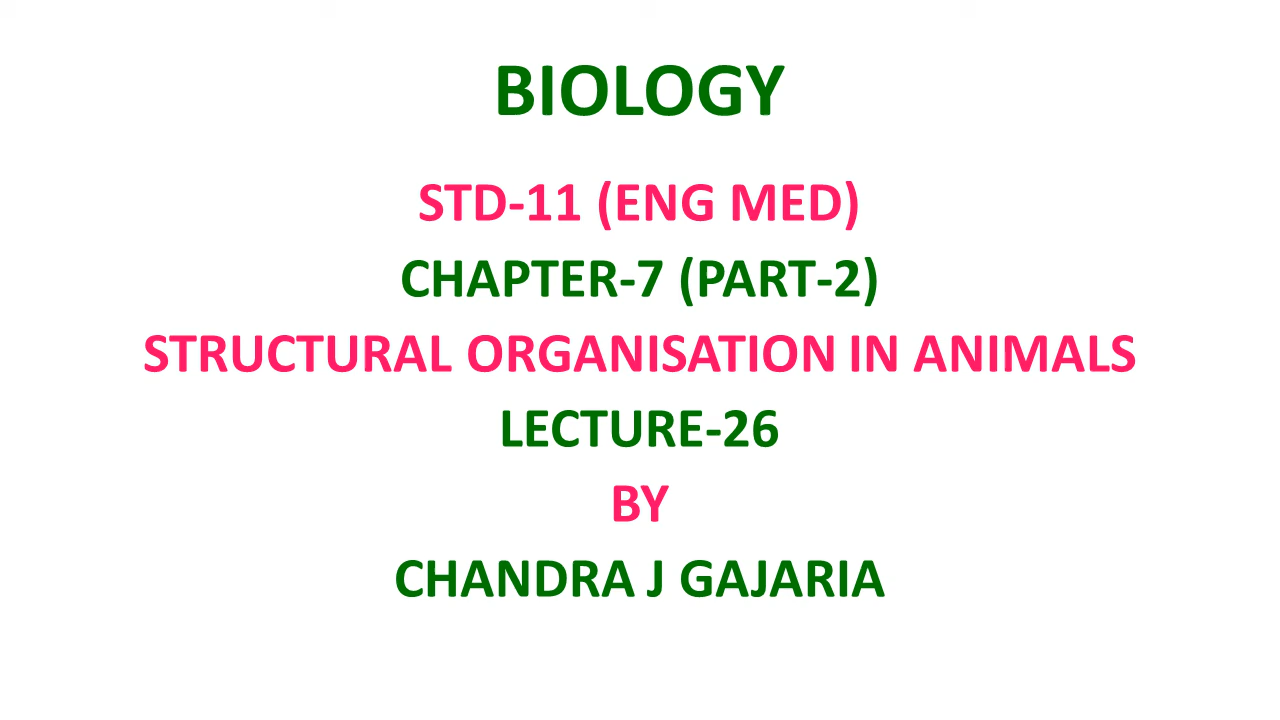 BIOLOGY
STD-11 (ENG MED)
CHAPTER-7 (PART-2)
STRUCTURAL ORGANISATION IN ANIMALS
LECTURE-26
BY
CHANDRA J GAJARIA